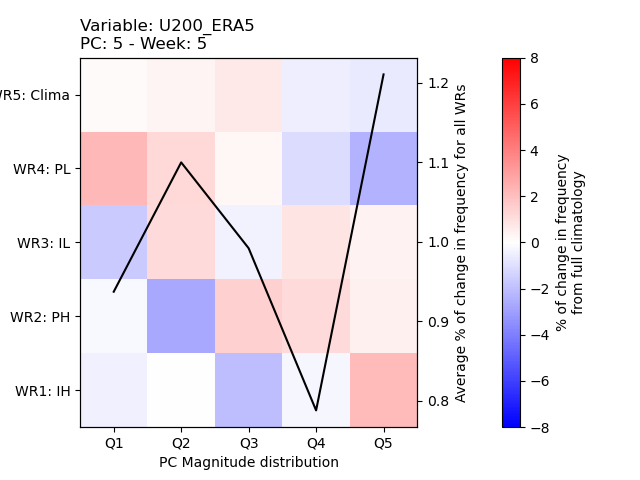 Variable: U200_ERA5
PC: 5 - Week: 5
WR5: Clima
WR4: PL
WR3: IL
WR2: PH
WR1: IH
Q1 Q2 Q3 Q4 Q5
PC Magnitude distribution
1.2
1.1
1.0
0.9
0.8
Average % of change in frequency for all WRs
8
6
4
2
0
−2
−4
−6
−8
% of change in frequency
from full climatology